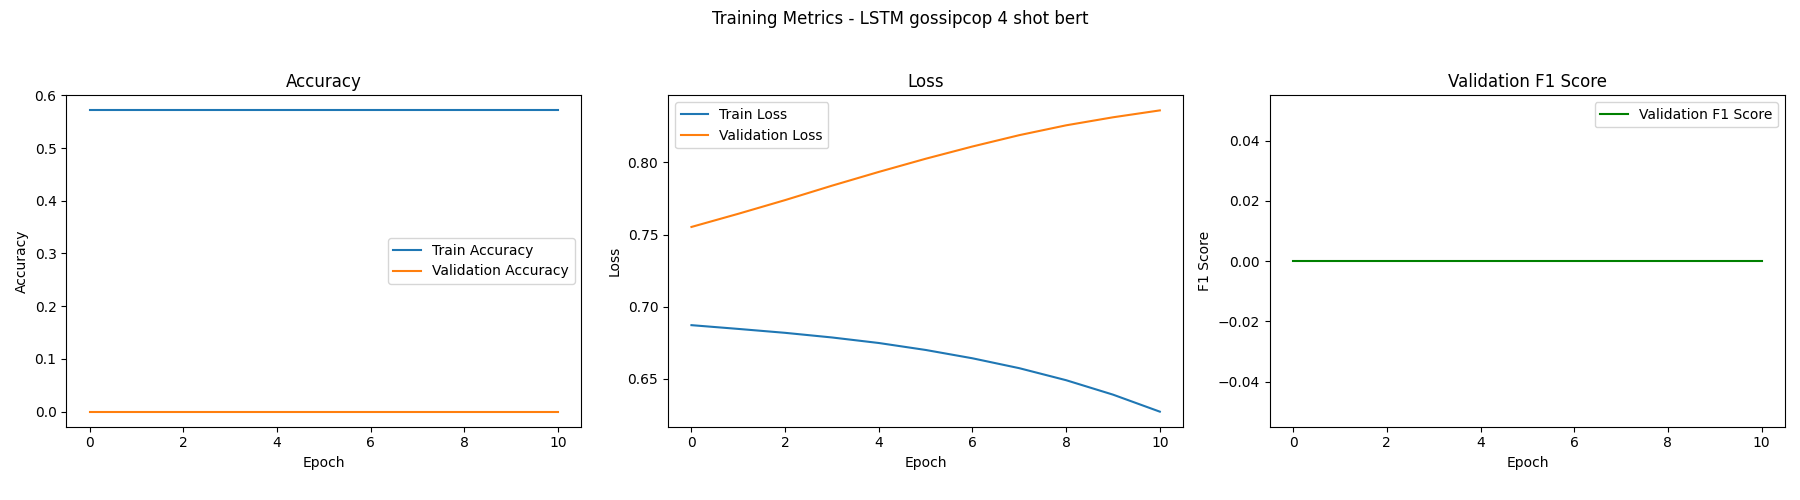 Training Metrics - LSTM gossipcop 4 shot bert
Accuracy
0.6
0.5
0.4
0.3
0.2
0.1
0.0
Accuracy
Train Accuracy
Validation Accuracy
0 2 4 6 8 10
Epoch
Loss
Train Loss
Validation Loss
0.80
0.75
0.70
0.65
Loss
0 2 4 6 8 10
Epoch
Validation F1 Score
Validation F1 Score
0.04
0.02
0.00
−0.02
−0.04
F1 Score
0 2 4 6 8 10
Epoch